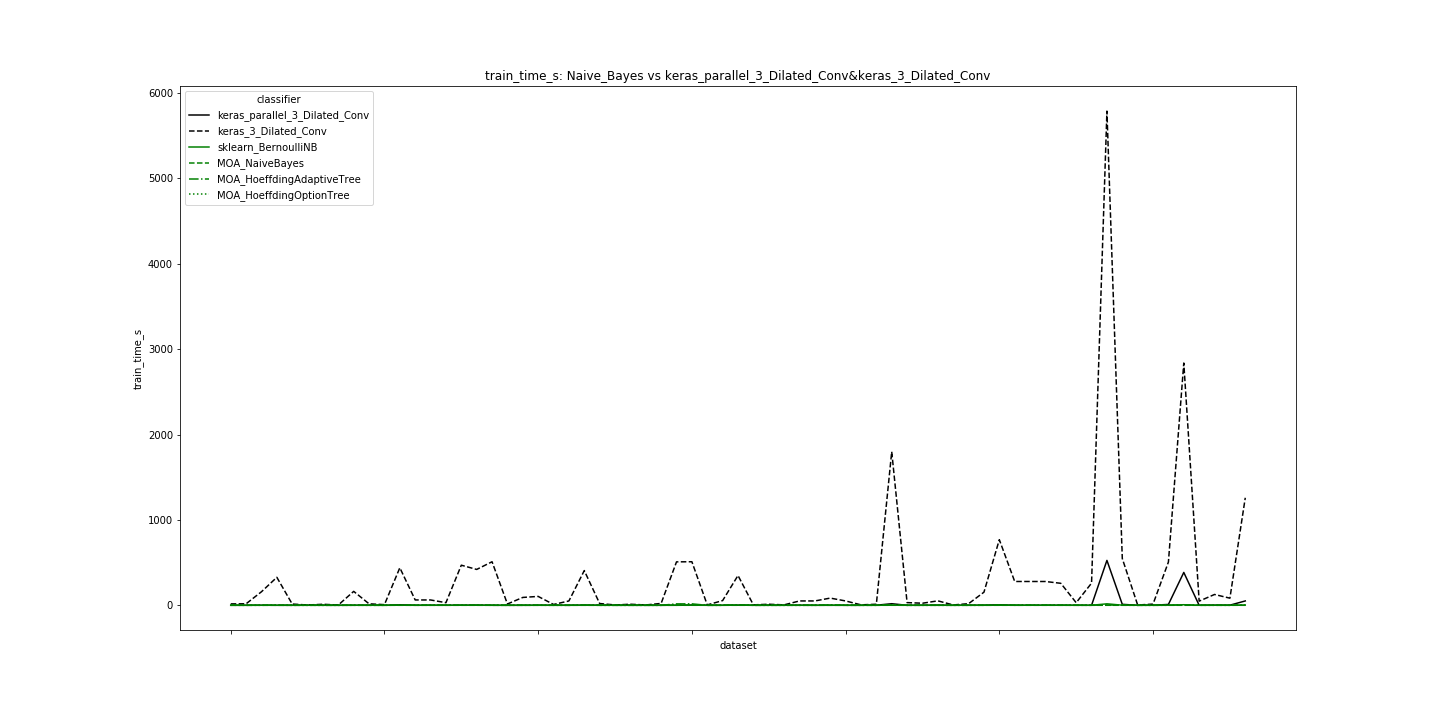 train_time_s: Naive_Bayes vs keras_parallel_3_Dilated_Conv&keras_3_Dilated_Conv
classifier
keras_parallel_3_Dilated_Conv
keras_3_Dilated_Conv
sklearn_BernoulliNB
MOA_NaiveBayes
MOA_HoeffdingAdaptiveTree
MOA_HoeffdingOptionTree
6000
5000
4000
3000
2000
1000
0
train_time_s
dataset